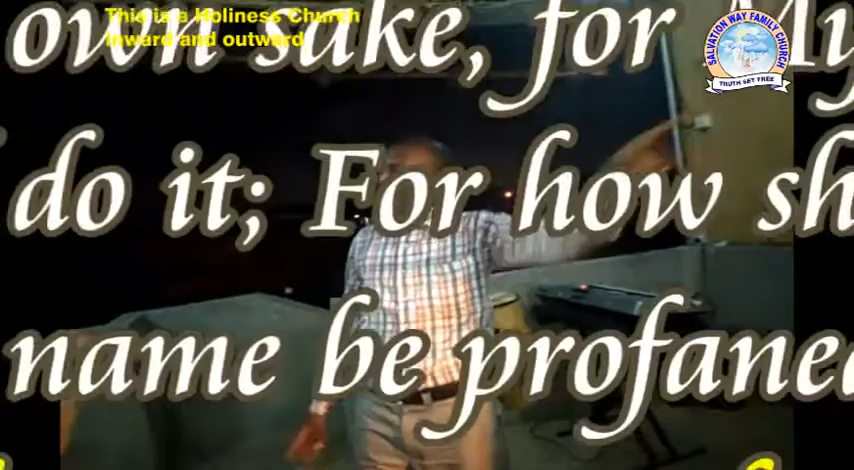 This is a Holiness Church
Inward and outward
SALVATION WAY FAMILY CHURCH
TRUTH SET FREE
own sake, for My
do it; For how sh
name be profane